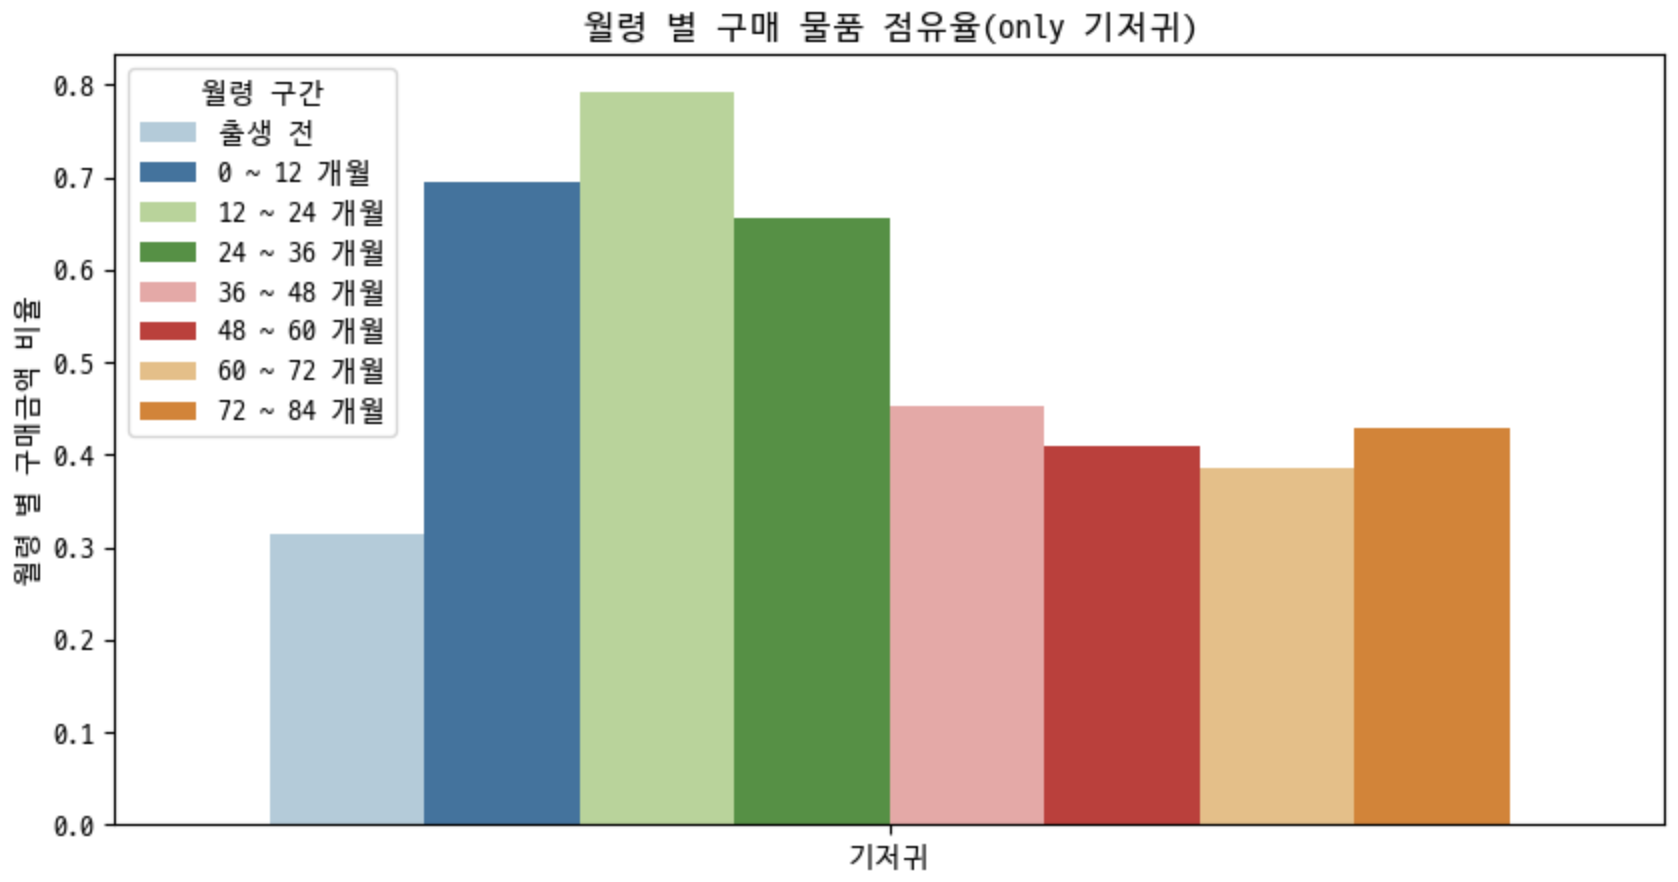 월령 별 구매 물품 점유율(only 기저귀)
월령 구간
출생 전
0 ~ 12 개월
12 ~ 24 개월
24 ~ 36 개월
36 ~ 48 개월
48 ~ 60 개월
60 ~ 72 개월
72 ~ 84 개월
월령 별 구매금액 비율
0.8
0.7
0.6
0.5
0.4
0.3
0.2
0.1
0.0
기저귀